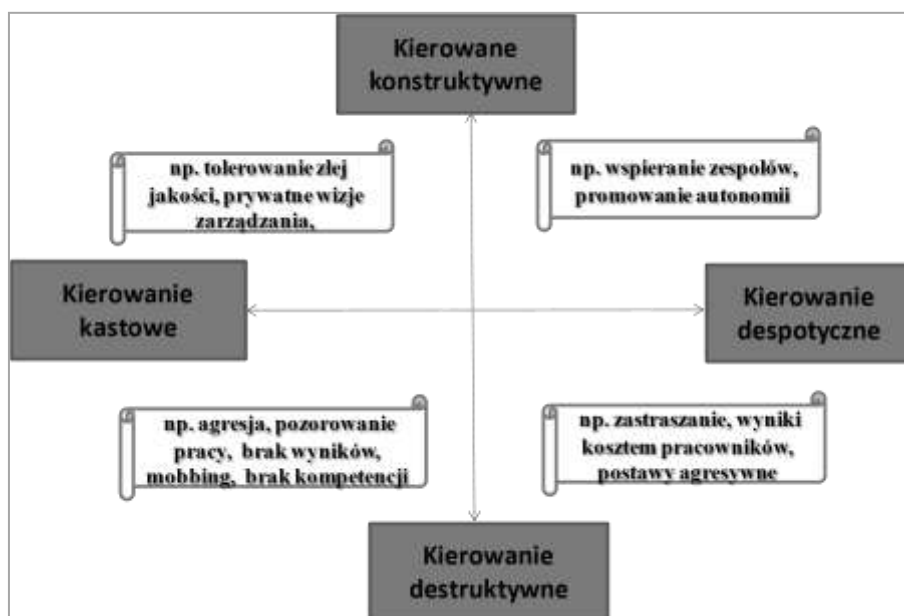 Kierowane
konstruktywne
np. tolerowanie złej
jakości, prywatne wizje
zarządzania,
np. wspieranie zespołów,
promowanie autonomii
Kierowanie
kastowe
Kierowanie
despotyczne
np. agresja, pozorowanie
pracy, brak wyników,
mobbing, brak kompetencji
np. zastraszanie, wyniki
kosztem pracowników,
postawy agresywne
Kierowanie
destruktywne